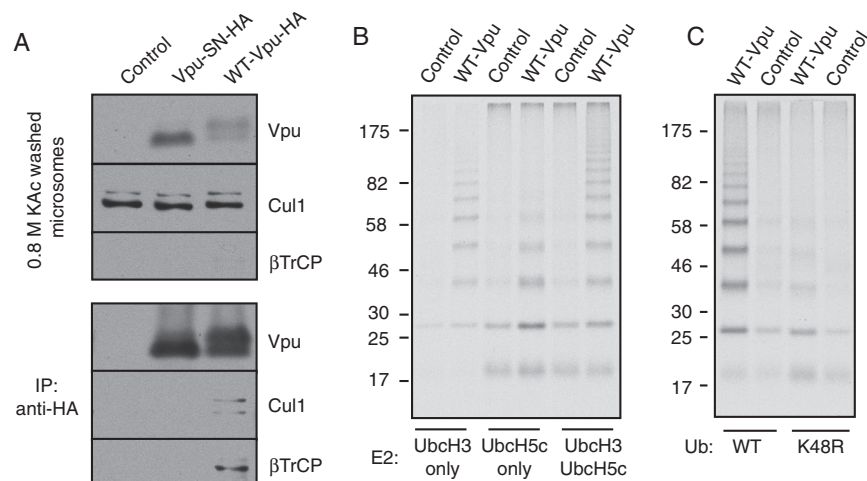 A
Control
Vpu-SN-HA
WT-Vpu-HA
0.8 M KAc washed
microsomes
Vpu
Cul1
βTrCP
IP:
anti-HA
Vpu
Cul1
βTrCP
B
Control
WT-Vpu
Control
WT-Vpu
Control
WT-Vpu
175
82
58
46
30
25
17
E2:
UbcH3
only
UbcH5c
only
UbcH3
UbcH5c
C
WT-Vpu
Control
WT-Vpu
Control
175
82
58
46
30
25
17
Ub:
WT
K48R